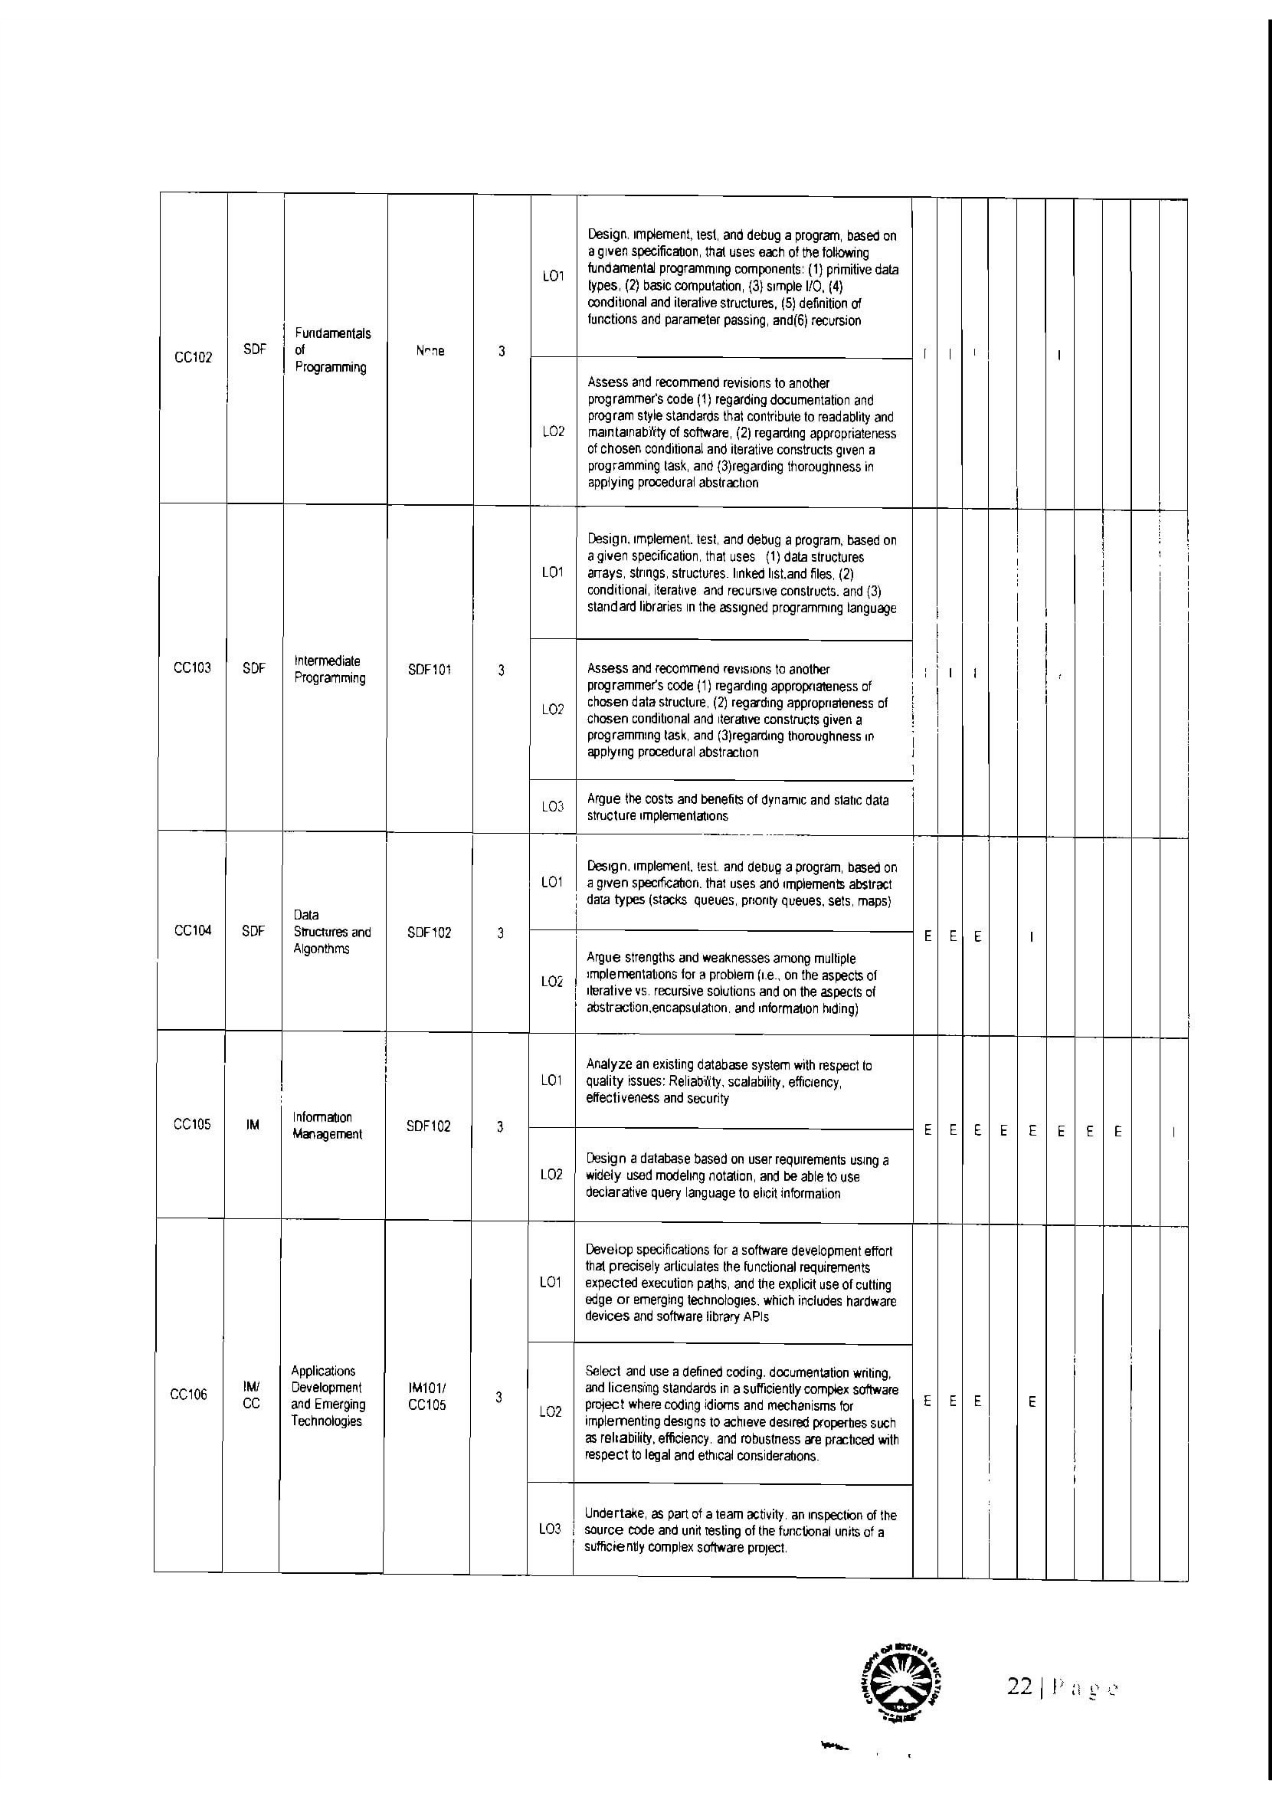 CC102
SDF
Fundamentals
of
Programming
None
3
LO1
Design, implement, test, and debug a program, based on
a given specification, that uses each of the following
fundamental programming components: (1) primitive data
types, (2) basic computation, (3) simple I/O, (4)
conditional and iterative structures, (5) definition of
functions and parameter passing, and(6) recursion
LO2
Assess and recommend revisions to another
programmer's code (1) regarding documentation and
program style standards that contribute to readablity and
maintainability of software, (2) regarding appropriateness
of chosen conditional and iterative constructs given a
programming task, and (3)regarding thoroughness in
applying procedural abstraction
I I I I
CC103
SDF
Intermediate
Programming
SDF101
3
LO1
Design, implement, test, and debug a program, based on
a given specification, that uses (1) data structures
arrays, strings, structures, linked list,and files, (2)
conditional, iterative and recursive constructs, and (3)
standard libraries in the assigned programming language
LO2
Assess and recommend revisions to another
programmer's code (1) regarding appropriateness of
chosen data structure, (2) regarding appropriateness of
chosen conditional and iterative constructs given a
programming task, and (3)regarding thoroughness in
applying procedural abstraction
LO3
Argue the costs and benefits of dynamic and static data
structure implementations
I I I
CC104
SDF
Data
Structures and
Algorithms
SDF102
3
LO1
Design, implement, test, and debug a program, based on
a given specification, that uses and implements abstract
data types (stacks queues, priority queues, sets, maps)
LO2
Argue strengths and weaknesses among multiple
implementations for a problem (i.e., on the aspects of
iterative vs. recursive solutions and on the aspects of
abstraction,encapsulation, and information hiding)
E E E I
CC105
IM
Information
Management
SDF102
3
LO1
Analyze an existing database system with respect to
quality issues: Reliability, scalability, efficiency,
effectiveness and security
LO2
Design a database based on user requirements using a
widely used modeling notation, and be able to use
declarative query language to elicit information
E E E E E E E E I
CC106
IM/
CC
Applications
Development
and Emerging
Technologies
IM101/
CC105
3
LO1
Develop specifications for a software development effort
that precisely articulates the functional requirements
expected execution paths, and the explicit use of cutting
edge or emerging technologies, which includes hardware
devices and software library APIs
LO2
Select and use a defined coding, documentation writing,
and licensing standards in a sufficiently complex software
project where coding idioms and mechanisms for
implementing designs to achieve desired properties such
as reliability, efficiency, and robustness are practiced with
respect to legal and ethical considerations.
LO3
Undertake, as part of a team activity, an inspection of the
source code and unit testing of the functional units of a
sufficiently complex software project.
E E E E
COMMISSION ON HIGHER EDUCATION
22 | Page